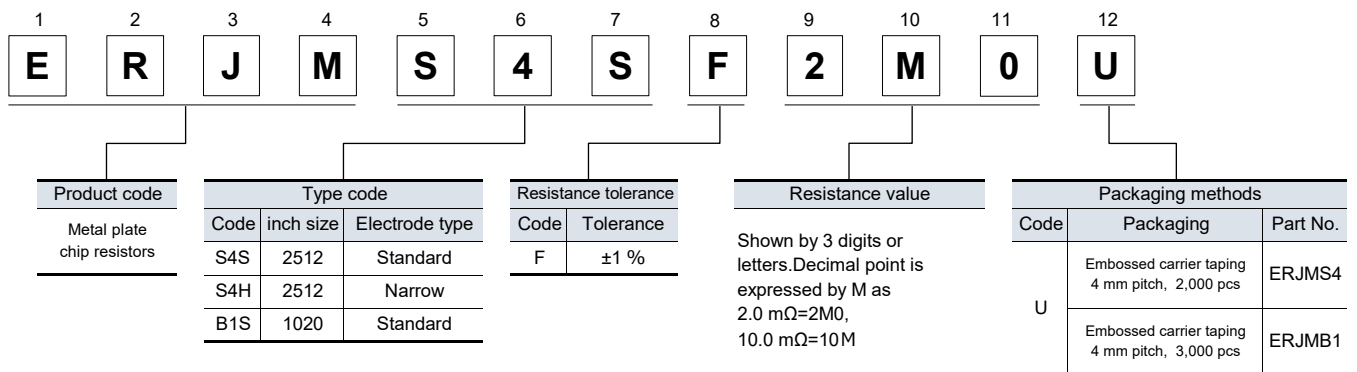 1 2 3 4 5 6 7 8 9 10 11 12
E R J M S 4 S F 2 M 0 U
Product code
Metal plate
chip resistors
Type code
Code inch size Electrode type
S4S 2512 Standard
S4H 2512 Narrow
B1S 1020 Standard
Resistance tolerance
Code Tolerance
F ±1 %
Resistance value
Shown by 3 digits or
letters.Decimal point is
expressed by M as
2.0 mΩ=2M0,
10.0 mΩ=10M
Packaging methods
Code Packaging Part No.
U
Embossed carrier taping
4 mm pitch, 2,000 pcs
ERJMS4
Embossed carrier taping
4 mm pitch, 3,000 pcs
ERJMB1